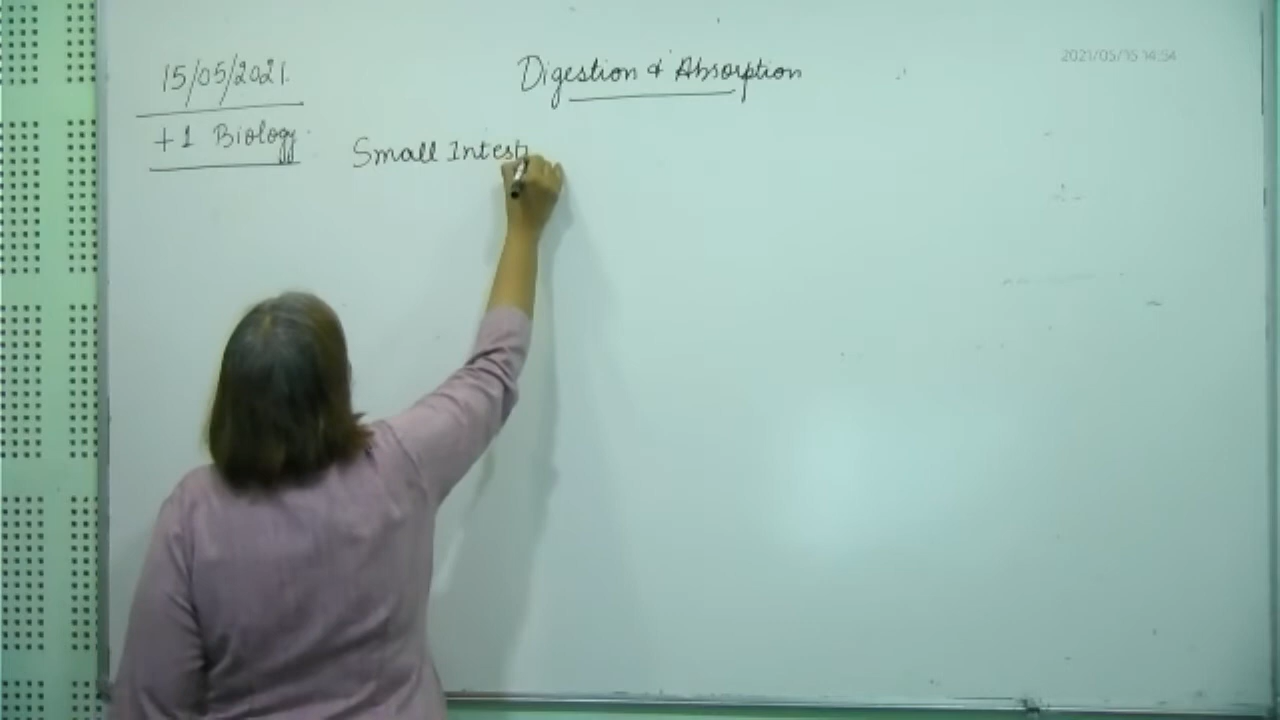 Digestion & Absorption
2021/05/15 14:54
15/05/2021.
+1 Biology.
Small Intest